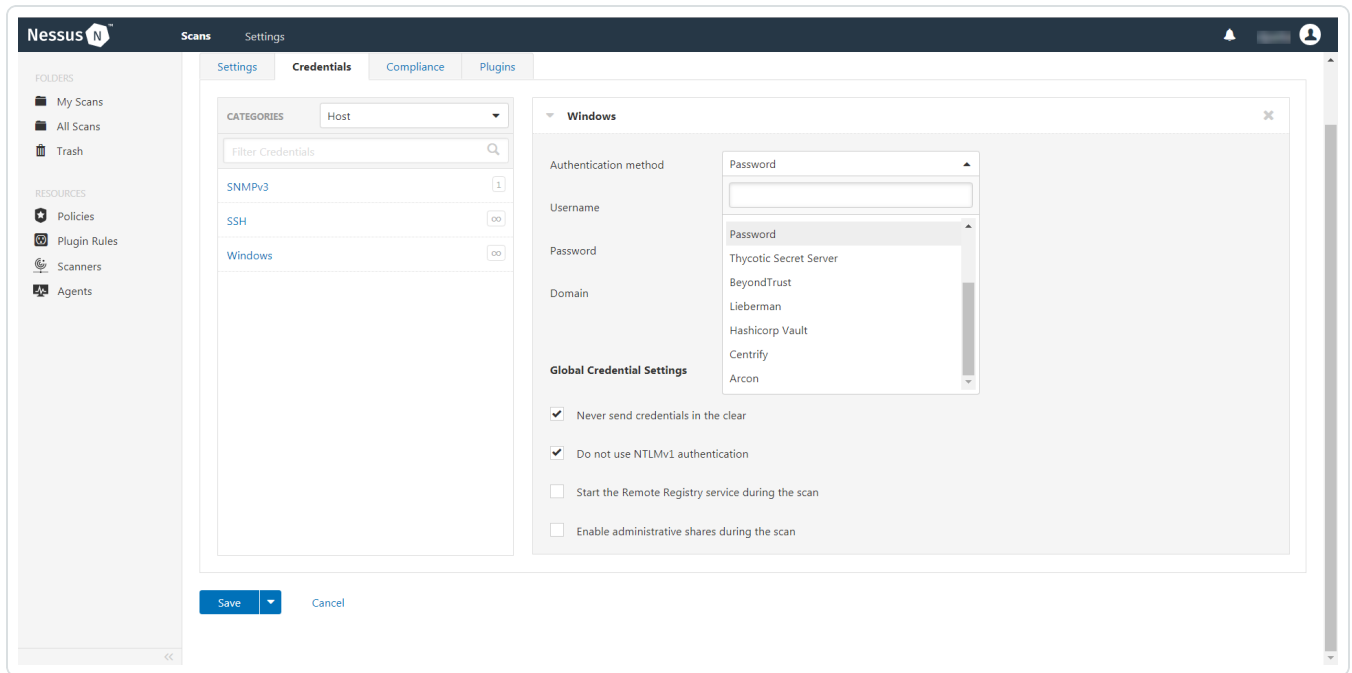 Nessus N ™
Scans Settings
FOLDERS
My Scans
All Scans
Trash
RESOURCES
Policies
Plugin Rules
Scanners
Agents
Settings Credentials Compliance Plugins
CATEGORIES Host
Filter Credentials
SNMPv3 1
SSH ∞
Windows ∞
Windows
Authentication method Password
Username
Password
Domain
Password
Thycotic Secret Server
BeyondTrust
Lieberman
Hashicorp Vault
Centrify
Arcon
Global Credential Settings
Never send credentials in the clear
Do not use NTLMv1 authentication
Start the Remote Registry service during the scan
Enable administrative shares during the scan
Save Cancel